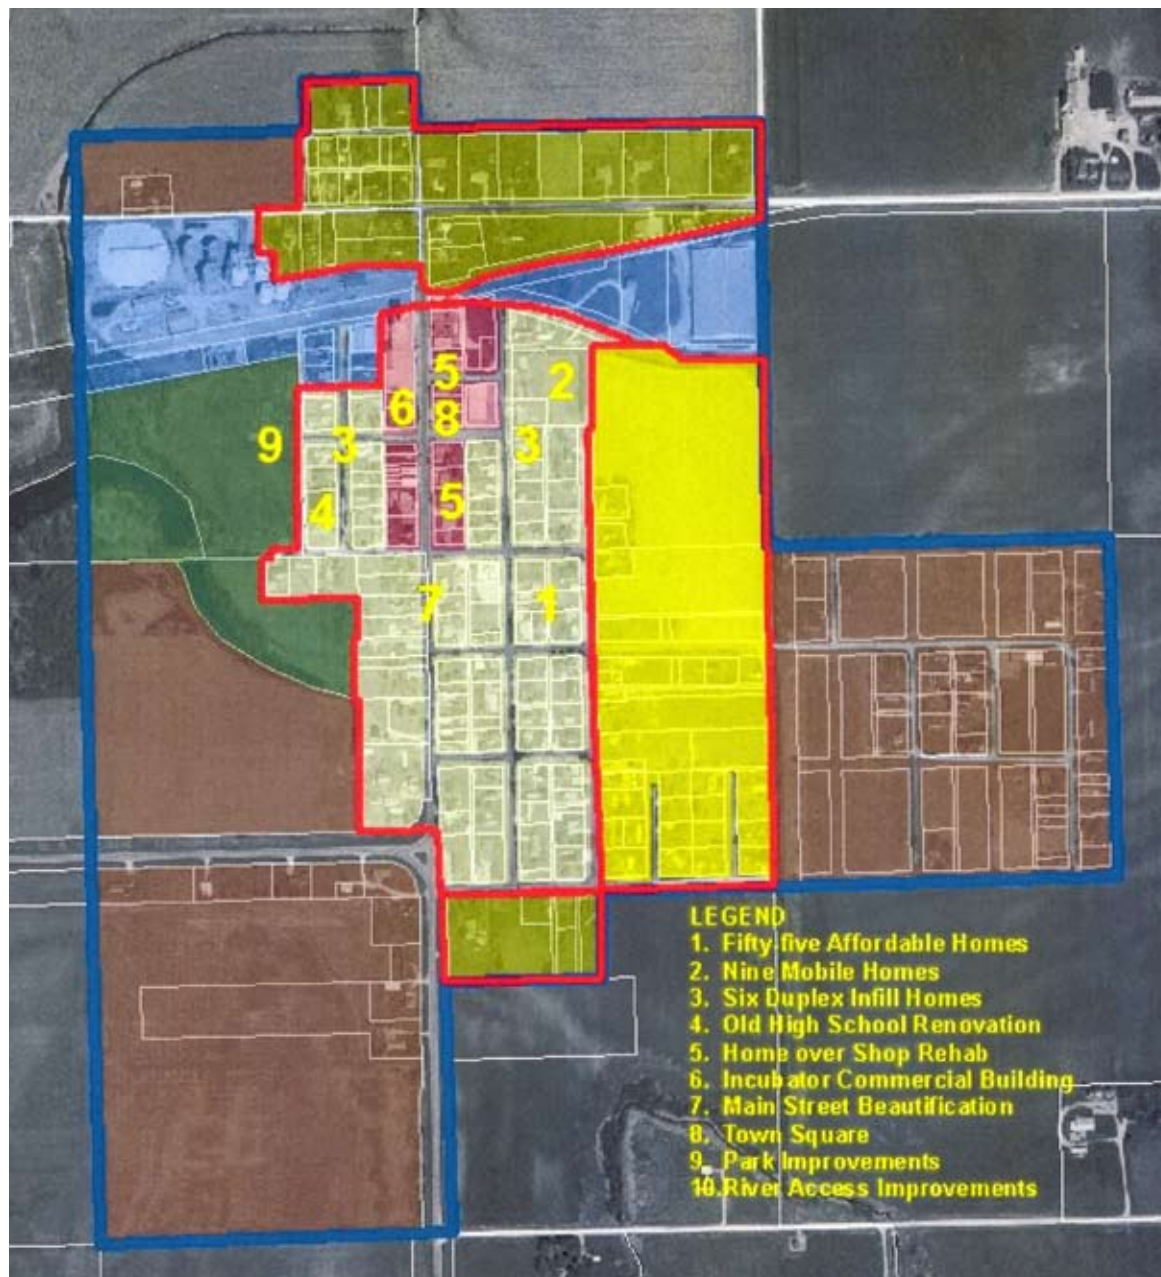 5
2
6
8
9
3
3
4
5
7
1
LEGEND
1. Fifty-five Affordable Homes
2. Nine Mobile Homes
3. Six Duplex Infill Homes
4. Old High School Renovation
5. Home over Shop Rehab
6. Incubator Commercial Building
7. Main Street Beautification
8. Town Square
9. Park Improvements
10. River Access Improvements